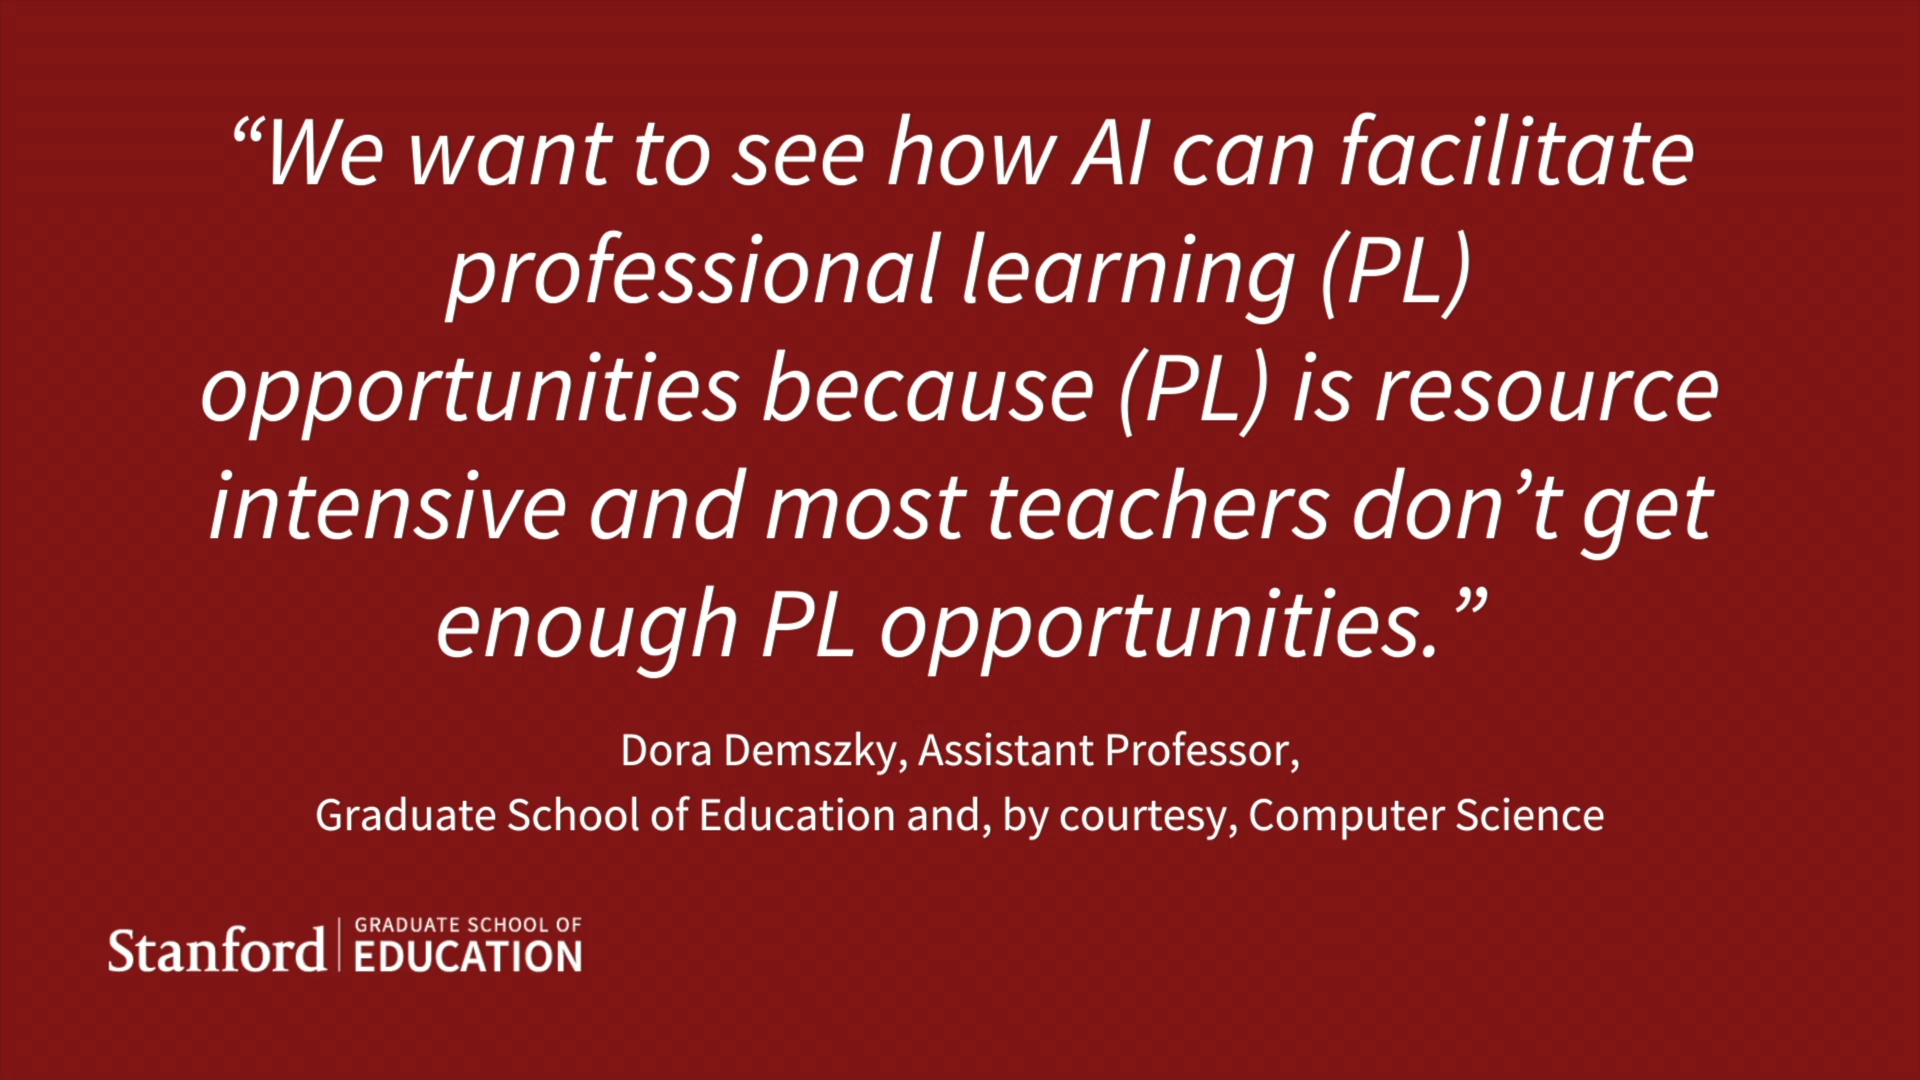 “We want to see how AI can facilitate
professional learning (PL)
opportunities because (PL) is resource
intensive and most teachers don’t get
enough PL opportunities.”
Dora Demszky, Assistant Professor,
Graduate School of Education and, by courtesy, Computer Science
Stanford
GRADUATE SCHOOL OF
EDUCATION